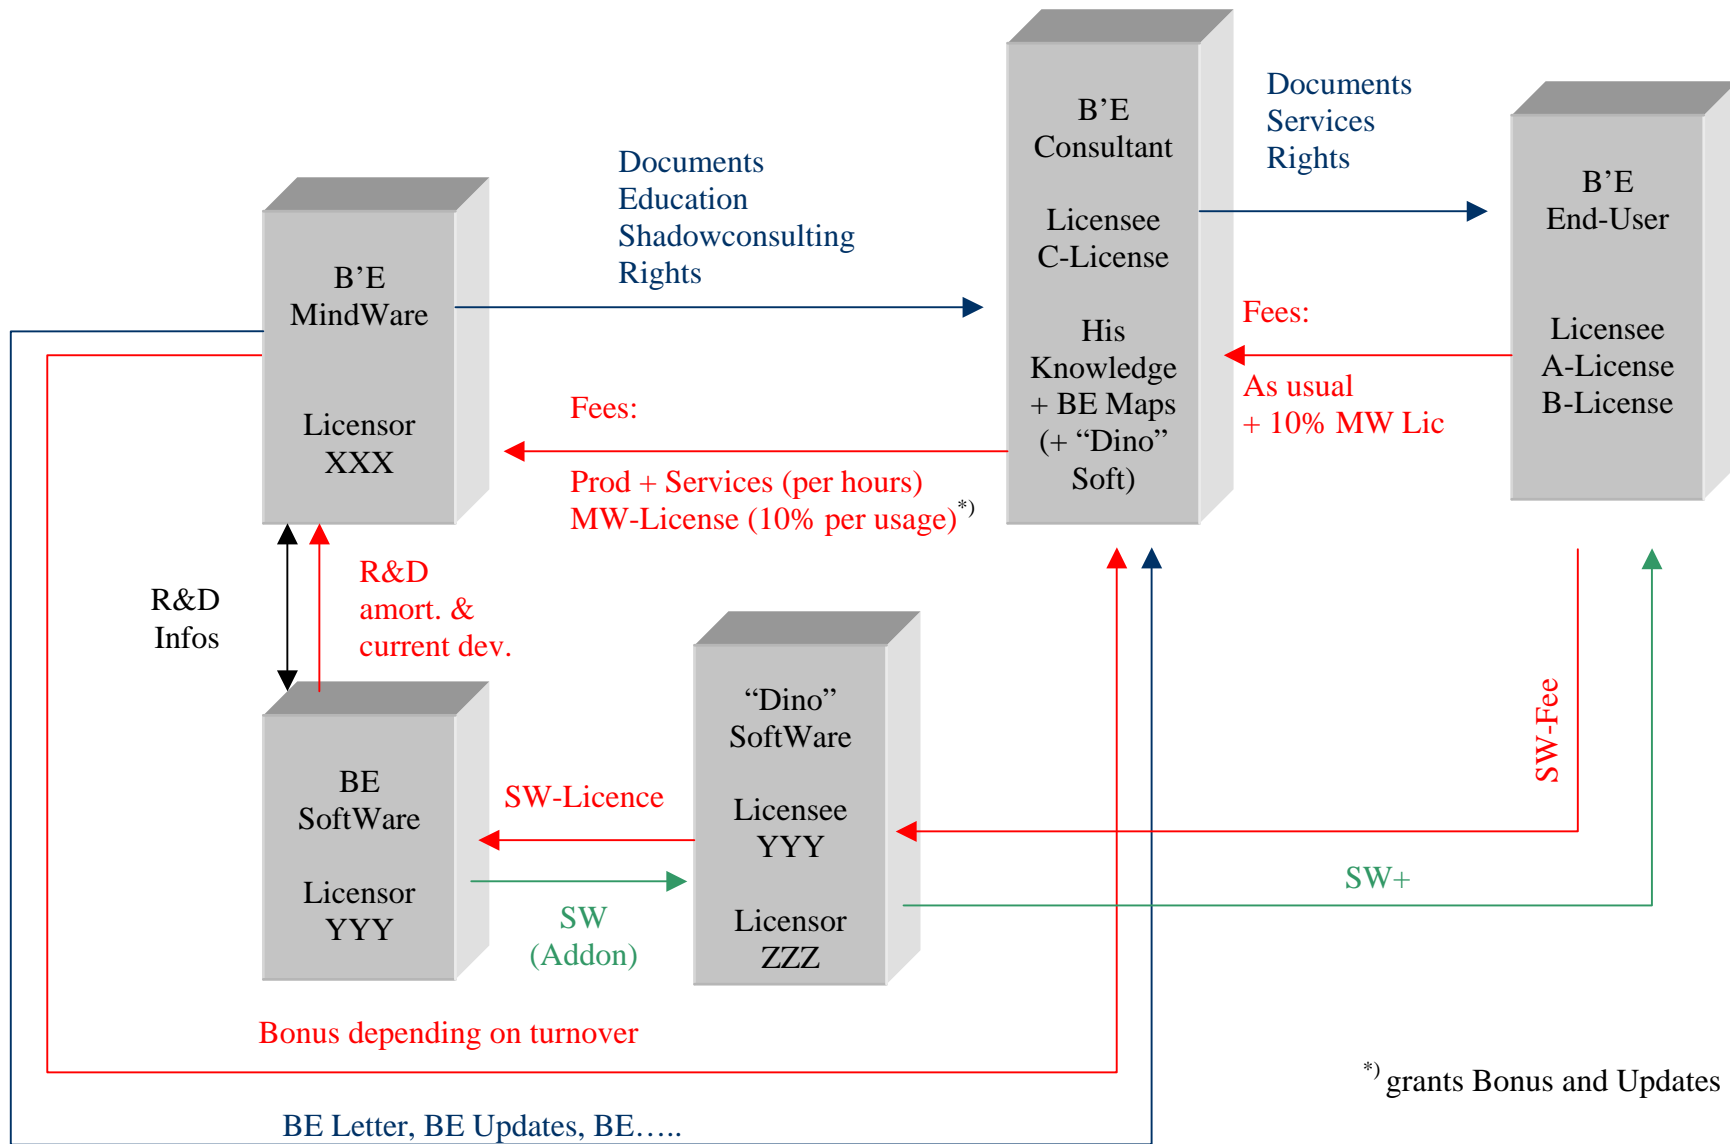 B’E
MindWare
Licensor
XXX
Documents
Education
Shadowconsulting
Rights
Fees:
Prod + Services (per hours)
MW-License (10% per usage)*)
B’E
Consultant
Licensee
C-License
His
Knowledge
+ BE Maps
(+ “Dino”
Soft)
Documents
Services
Rights
Fees:
As usual
+ 10% MW Lic
B’E
End-User
Licensee
A-License
B-License
R&D
Infos
R&D
amort. &
current dev.
BE
SoftWare
Licensor
YYY
SW-Licence
SW
(Addon)
“Dino”
SoftWare
Licensee
YYY
Licensor
ZZZ
SW-Fee
SW+
Bonus depending on turnover
*) grants Bonus and Updates
BE Letter, BE Updates, BE…..